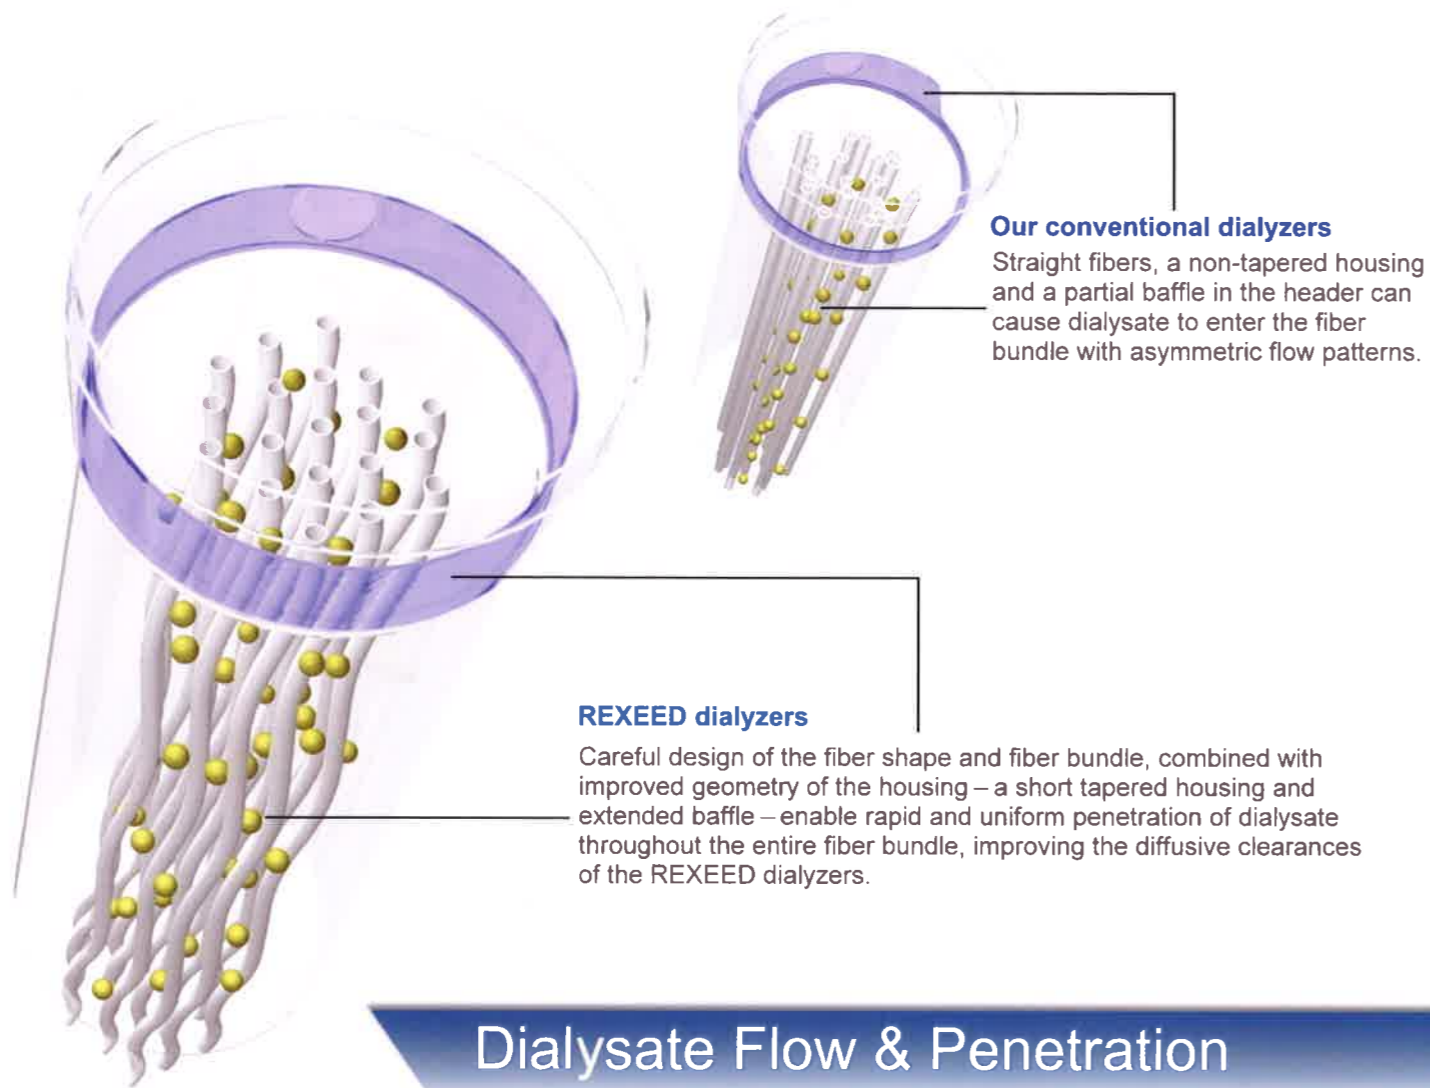 Our conventional dialyzers
Straight fibers, a non-tapered housing
and a partial baffle in the header can
cause dialysate to enter the fiber
bundle with asymmetric flow patterns.
REXEED dialyzers
Careful design of the fiber shape and fiber bundle, combined with
improved geometry of the housing – a short tapered housing and
extended baffle – enable rapid and uniform penetration of dialysate
throughout the entire fiber bundle, improving the diffusive clearances
of the REXEED dialyzers.
Dialysate Flow & Penetration